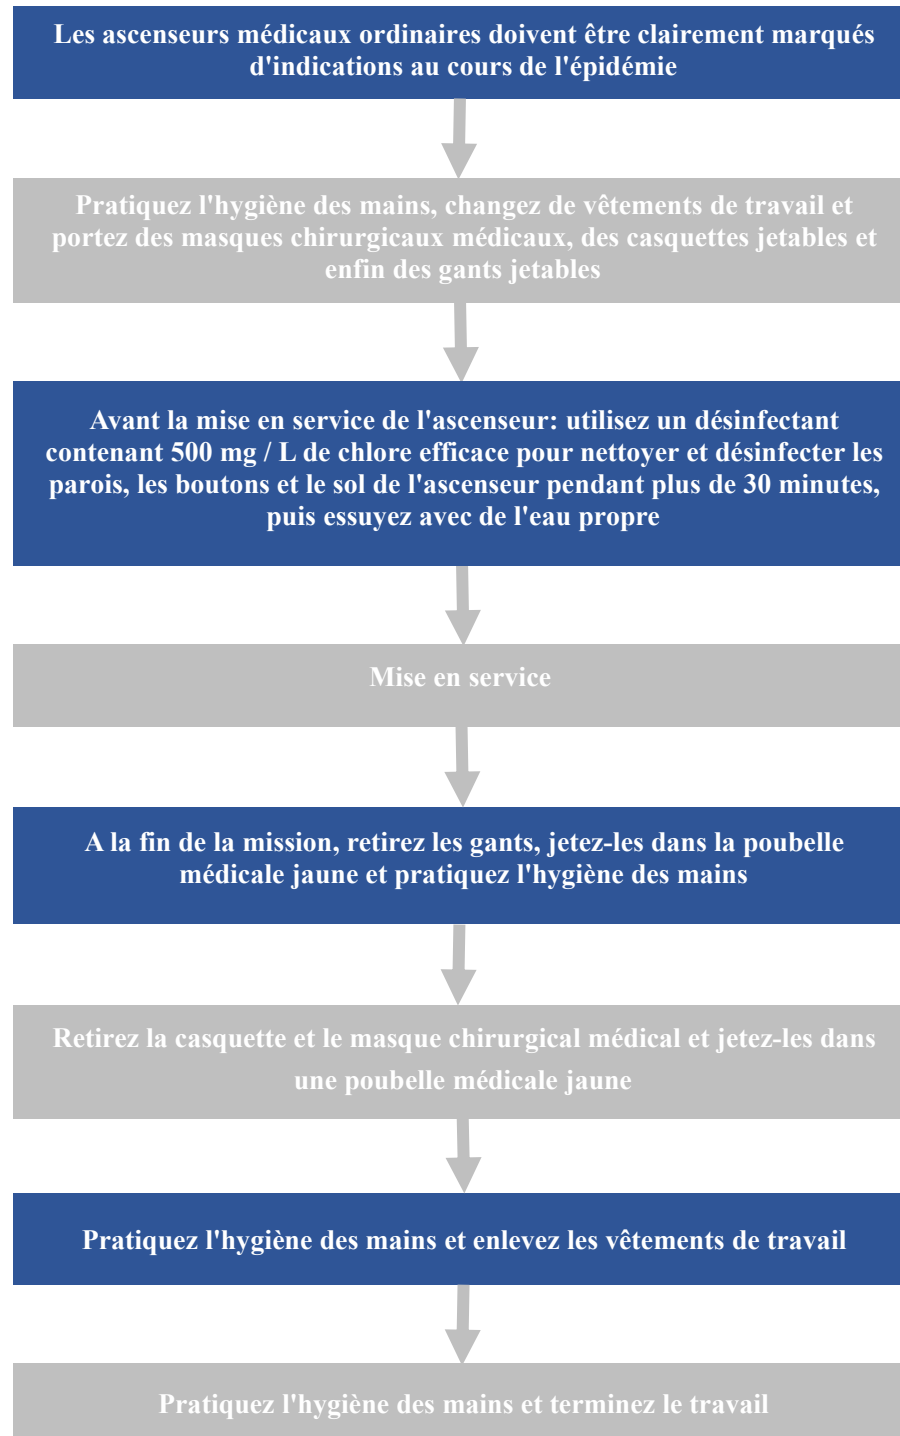 Les ascenseurs médicaux ordinaires doivent être clairement marqués
d'indications au cours de l'épidémie
Pratiquez l'hygiène des mains, changez de vêtements de travail et
portez des masques chirurgicaux médicaux, des casquettes jetables et
enfin des gants jetables
Avant la mise en service de l'ascenseur: utilisez un désinfectant
contenant 500 mg / L de chlore efficace pour nettoyer et désinfecter les
parois, les boutons et le sol de l'ascenseur pendant plus de 30 minutes,
puis essuyez avec de l'eau propre
Mise en service
A la fin de la mission, retirez les gants, jetez-les dans la poubelle
médicale jaune et pratiquez l'hygiène des mains
Retirez la casquette et le masque chirurgical médical et jetez-les dans
une poubelle médicale jaune
Pratiquez l'hygiène des mains et enlevez les vêtements de travail
Pratiquez l'hygiène des mains et terminez le travail